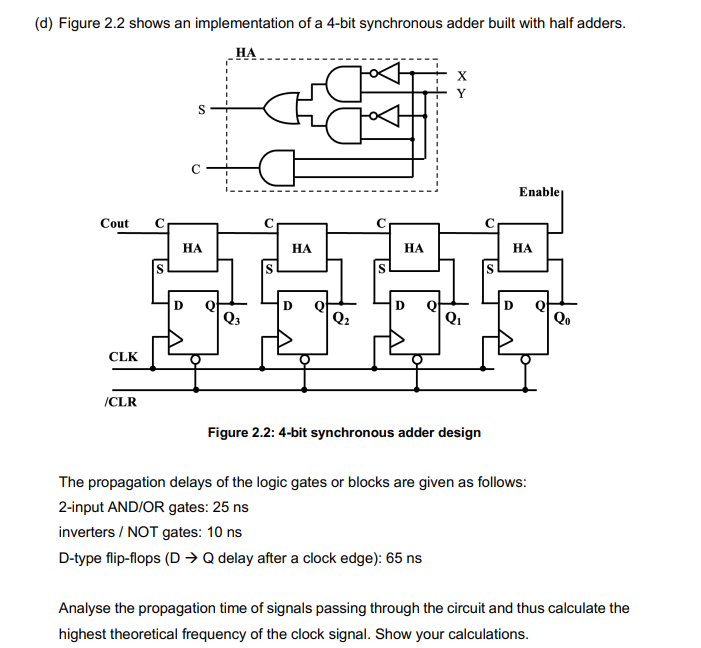 (d) Figure 2.2 shows an implementation of a 4-bit synchronous adder built with half adders.
HA
X
Y
S
C
Enable
Cout C C C C
HA HA HA HA
S S S S
D Q D Q D Q D Q
Q₃ Q₂ Q₁ Q₀
CLK
/CLR
Figure 2.2: 4-bit synchronous adder design
The propagation delays of the logic gates or blocks are given as follows:
2-input AND/OR gates: 25 ns
inverters / NOT gates: 10 ns
D-type flip-flops (D → Q delay after a clock edge): 65 ns
Analyse the propagation time of signals passing through the circuit and thus calculate the
highest theoretical frequency of the clock signal. Show your calculations.